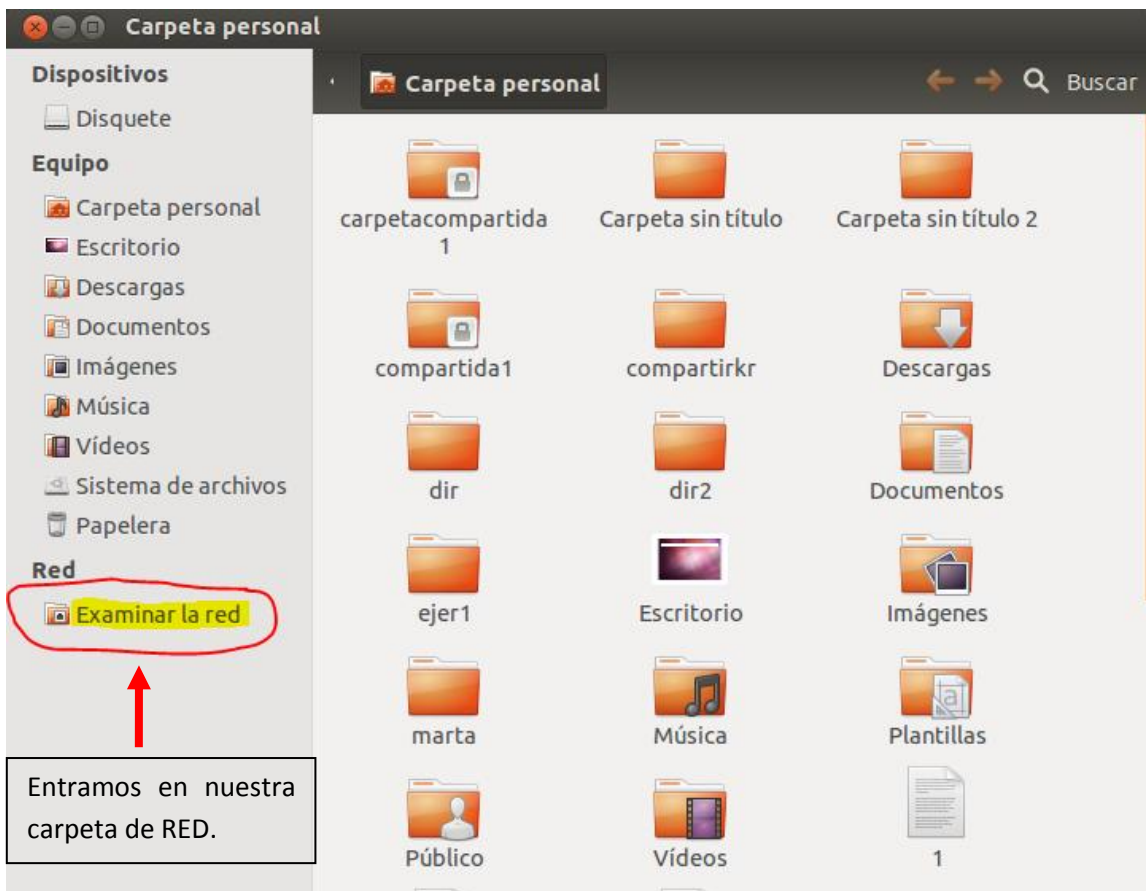 Carpeta personal
Dispositivos
Disquete
Equipo
Carpeta personal
Escritorio
Descargas
Documentos
Imágenes
Música
Vídeos
Sistema de archivos
Papelera
Red
Examinar la red
Entramos en nuestra
carpeta de RED.
Carpeta personal
Buscar
carpetacompartida
1
Carpeta sin título
Carpeta sin título 2
compartida1
compartirkr
Descargas
dir
dir2
Documentos
ejer1
Escritorio
Imágenes
marta
Música
Plantillas
Público
Vídeos
1